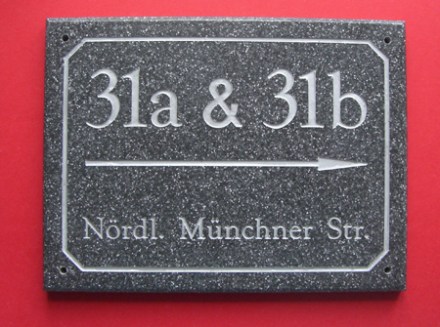 31a & 31b
Nördl. Münchner Str.